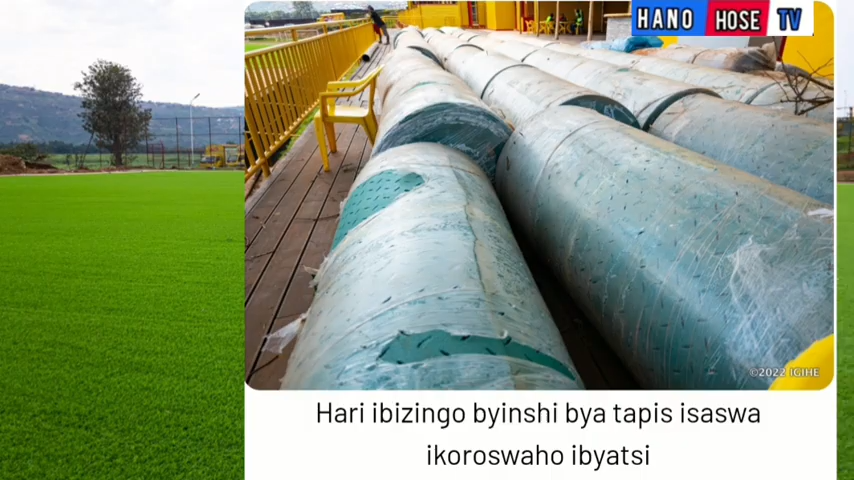 HANO HOSE TV
©2022 IGIHE
Hari ibizingo byinshi bya tapis isaswa
ikoroswaho ibyatsi